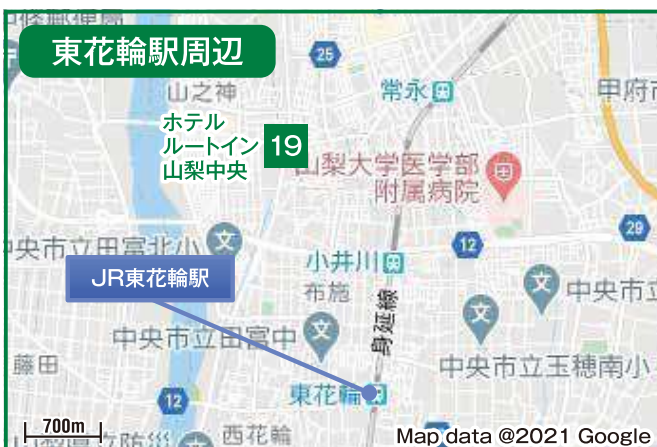 東花輪駅周辺
25
山之神
常永
甲府市
ホテル
ルートイン
山梨中央
19
山梨大学医学部
附属病院
29
12
中央市立田富北小
小井川
JR東花輪駅
布施
身延線
中央市立
中央市立田富中
中央市立玉穂南小
藤田
東花輪
12
700m
西花輪
Map data @2021 Google